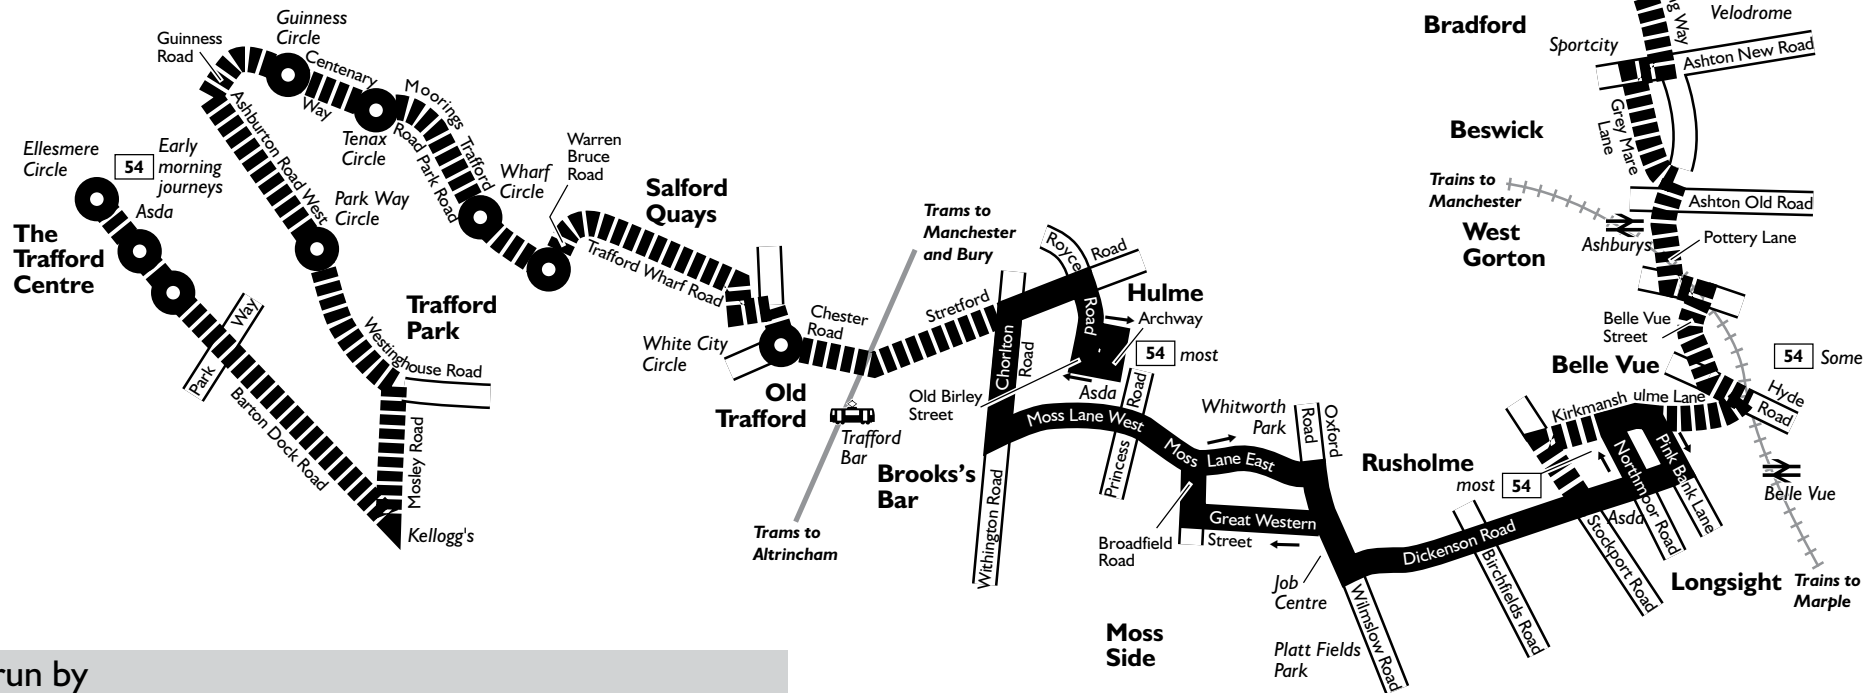 Guinness
Circle
Guinness
Road
Centenary
Way
Moorings
Road Park Road
Trafford
Tenax
Circle
Ashburton Road West
Ellesmere
Circle
54
Early
morning
journeys
Asda
The
Trafford
Centre
Park Way
Circle
Wharf
Circle
Warren
Bruce
Road
Salford
Quays
Trafford Wharf Road
Trafford
Park
Westinghouse Road
Park
Way
Barton Dock Road
Mosley Road
Kellogg's
White City
Circle
Chester
Road
Old
Trafford
Trams to
Manchester
and Bury
Trafford
Bar
Trams to
Altrincham
Stretford
Road
Royce
Road
Chorlton
Road
Hulme
Archway
54 most
Asda
Old Birley
Street
Brooks's
Bar
Moss Lane West
Princess
Road
Withington Road
Moss
Lane East
Whitworth
Park
Oxford
Road
Great Western
Street
Broadfield
Road
Job
Centre
Moss
Side
Platt Fields
Park
Wilmslow Road
Rusholme
most 54
Dickenson Road
Birchfields Road
Stockport Road
Asda
Northmoor Road
Pink Bank Lane
Kirkmansh
ulme Lane
Longsight
Trains to
Marple
Belle Vue
Hyde
Road
54 Some
Belle Vue
Belle Vue
Street
Pottery Lane
West
Gorton
Ashburys
Trains to
Manchester
Ashton Old Road
Beswick
Grey Mare
Lane
Bradford
Sportcity
Ashton New Road
Velodrome
g Way
run by